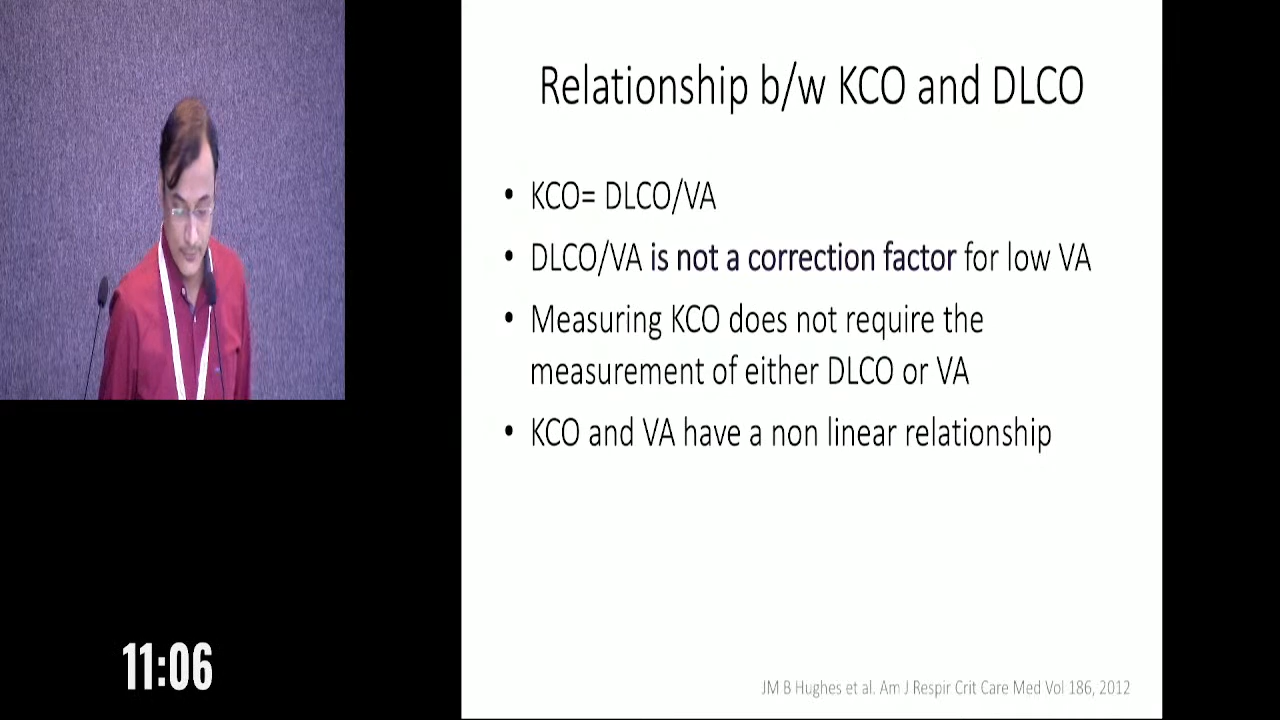 Relationship b/w KCO and DLCO
• KCO= DLCO/VA
• DLCO/VA is not a correction factor for low VA
• Measuring KCO does not require the
measurement of either DLCO or VA
• KCO and VA have a non linear relationship
JM B Hughes et al. Am J Respir Crit Care Med Vol 186, 2012
11:06